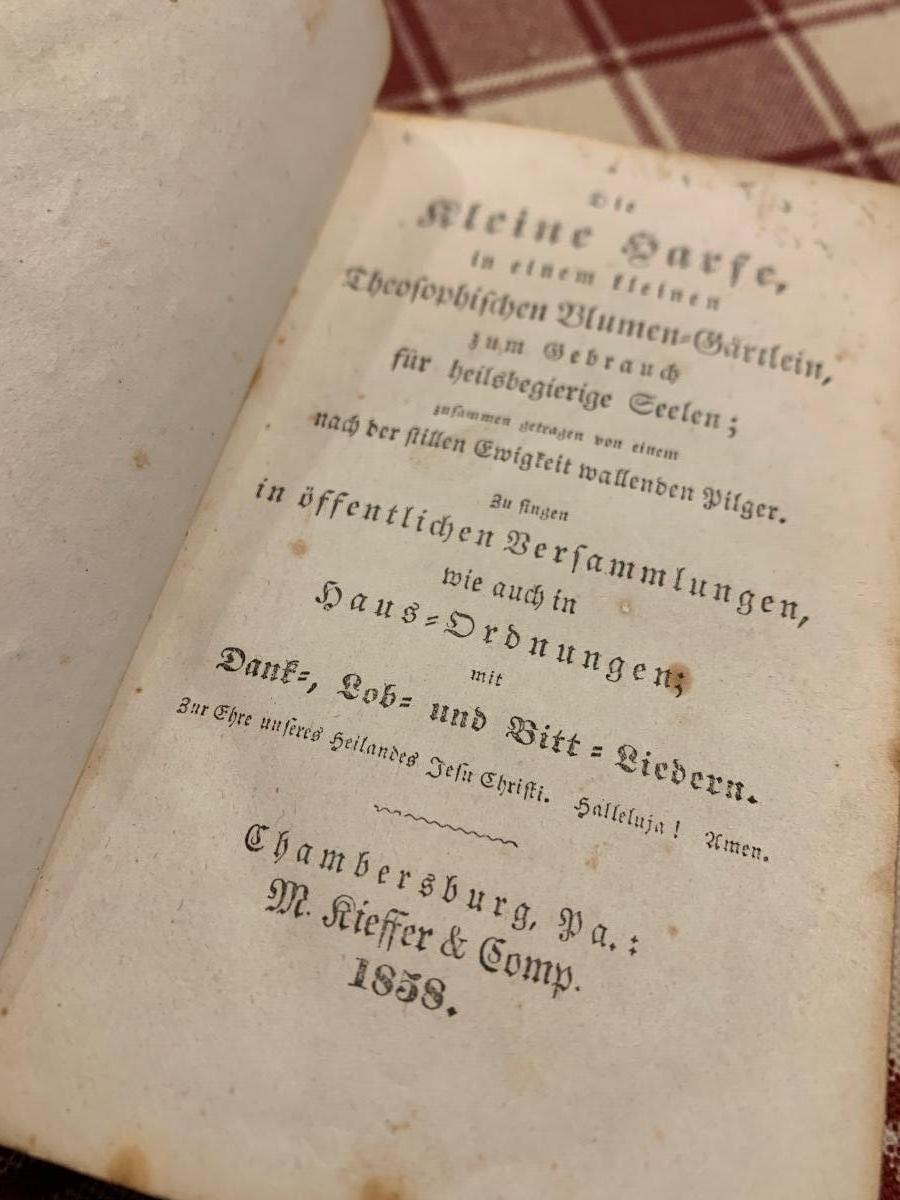 Die
Kleine Harfe,
in einem kleinen
Theosophischen Blumen=Gärtlein,
zum Gebrauch
für heilsbegierige Seelen;
zusammen getragen von einem
nach der stillen Ewigkeit wallenden Pilger.
Zu singen
in öffentlichen Versammlungen,
wie auch in
Haus=Ordnungen;
mit
Dank=, Lob= und Bitt=Liedern.
Zur Ehre unseres Heilandes Jesu Christi. Halleluja! Amen.
Chambersburg, Pa.:
M. Kieffer & Comp.
1858.